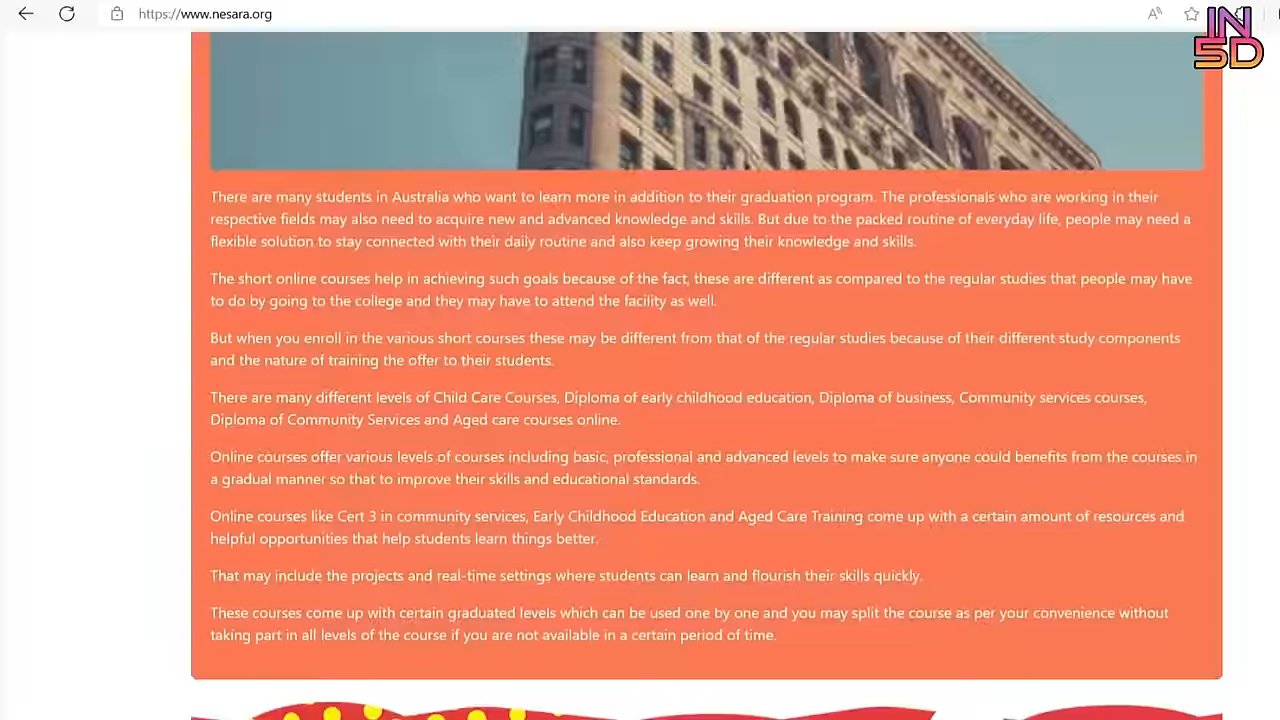 https://www.nesara.org
IN
5D
There are many students in Australia who want to learn more in addition to their graduation program. The professionals who are working in their
respective fields may also need to acquire new and advanced knowledge and skills. But due to the packed routine of everyday life, people may need a
flexible solution to stay connected with their daily routine and also keep growing their knowledge and skills.
The short online courses help in achieving such goals because of the fact, these are different as compared to the regular studies that people may have
to do by going to the college and they may have to attend the facility as well.
But when you enroll in the various short courses these may be different from that of the regular studies because of their different study components
and the nature of training the offer to their students.
There are many different levels of Child Care Courses, Diploma of early childhood education, Diploma of business, Community services courses,
Diploma of Community Services and Aged care courses online.
Online courses offer various levels of courses including basic, professional and advanced levels to make sure anyone could benefits from the courses in
a gradual manner so that to improve their skills and educational standards.
Online courses like Cert 3 in community services, Early Childhood Education and Aged Care Training come up with a certain amount of resources and
helpful opportunities that help students learn things better.
That may include the projects and real-time settings where students can learn and flourish their skills quickly.
These courses come up with certain graduated levels which can be used one by one and you may split the course as per your convenience without
taking part in all levels of the course if you are not available in a certain period of time.